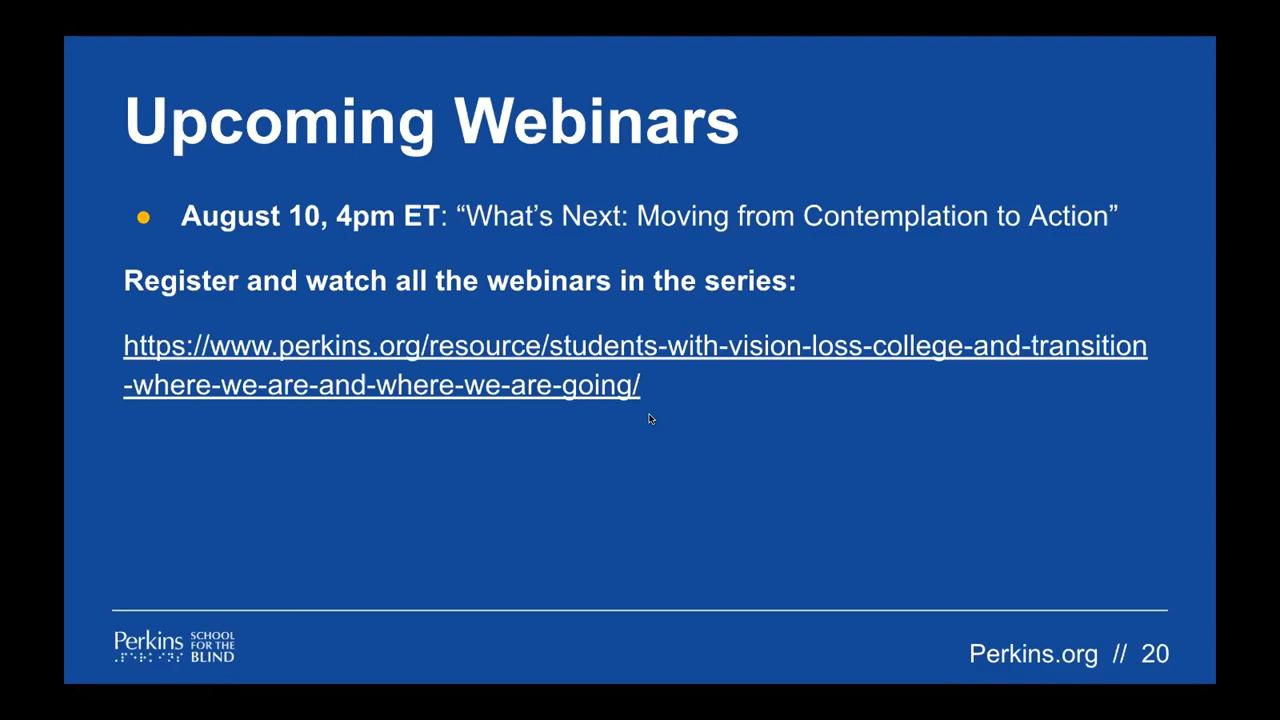 Upcoming Webinars
● August 10, 4pm ET: “What’s Next: Moving from Contemplation to Action”
Register and watch all the webinars in the series:
https://www.perkins.org/resource/students-with-vision-loss-college-and-transition
-where-we-are-and-where-we-are-going/
Perkins SCHOOL
FOR THE
BLIND
Perkins.org // 20